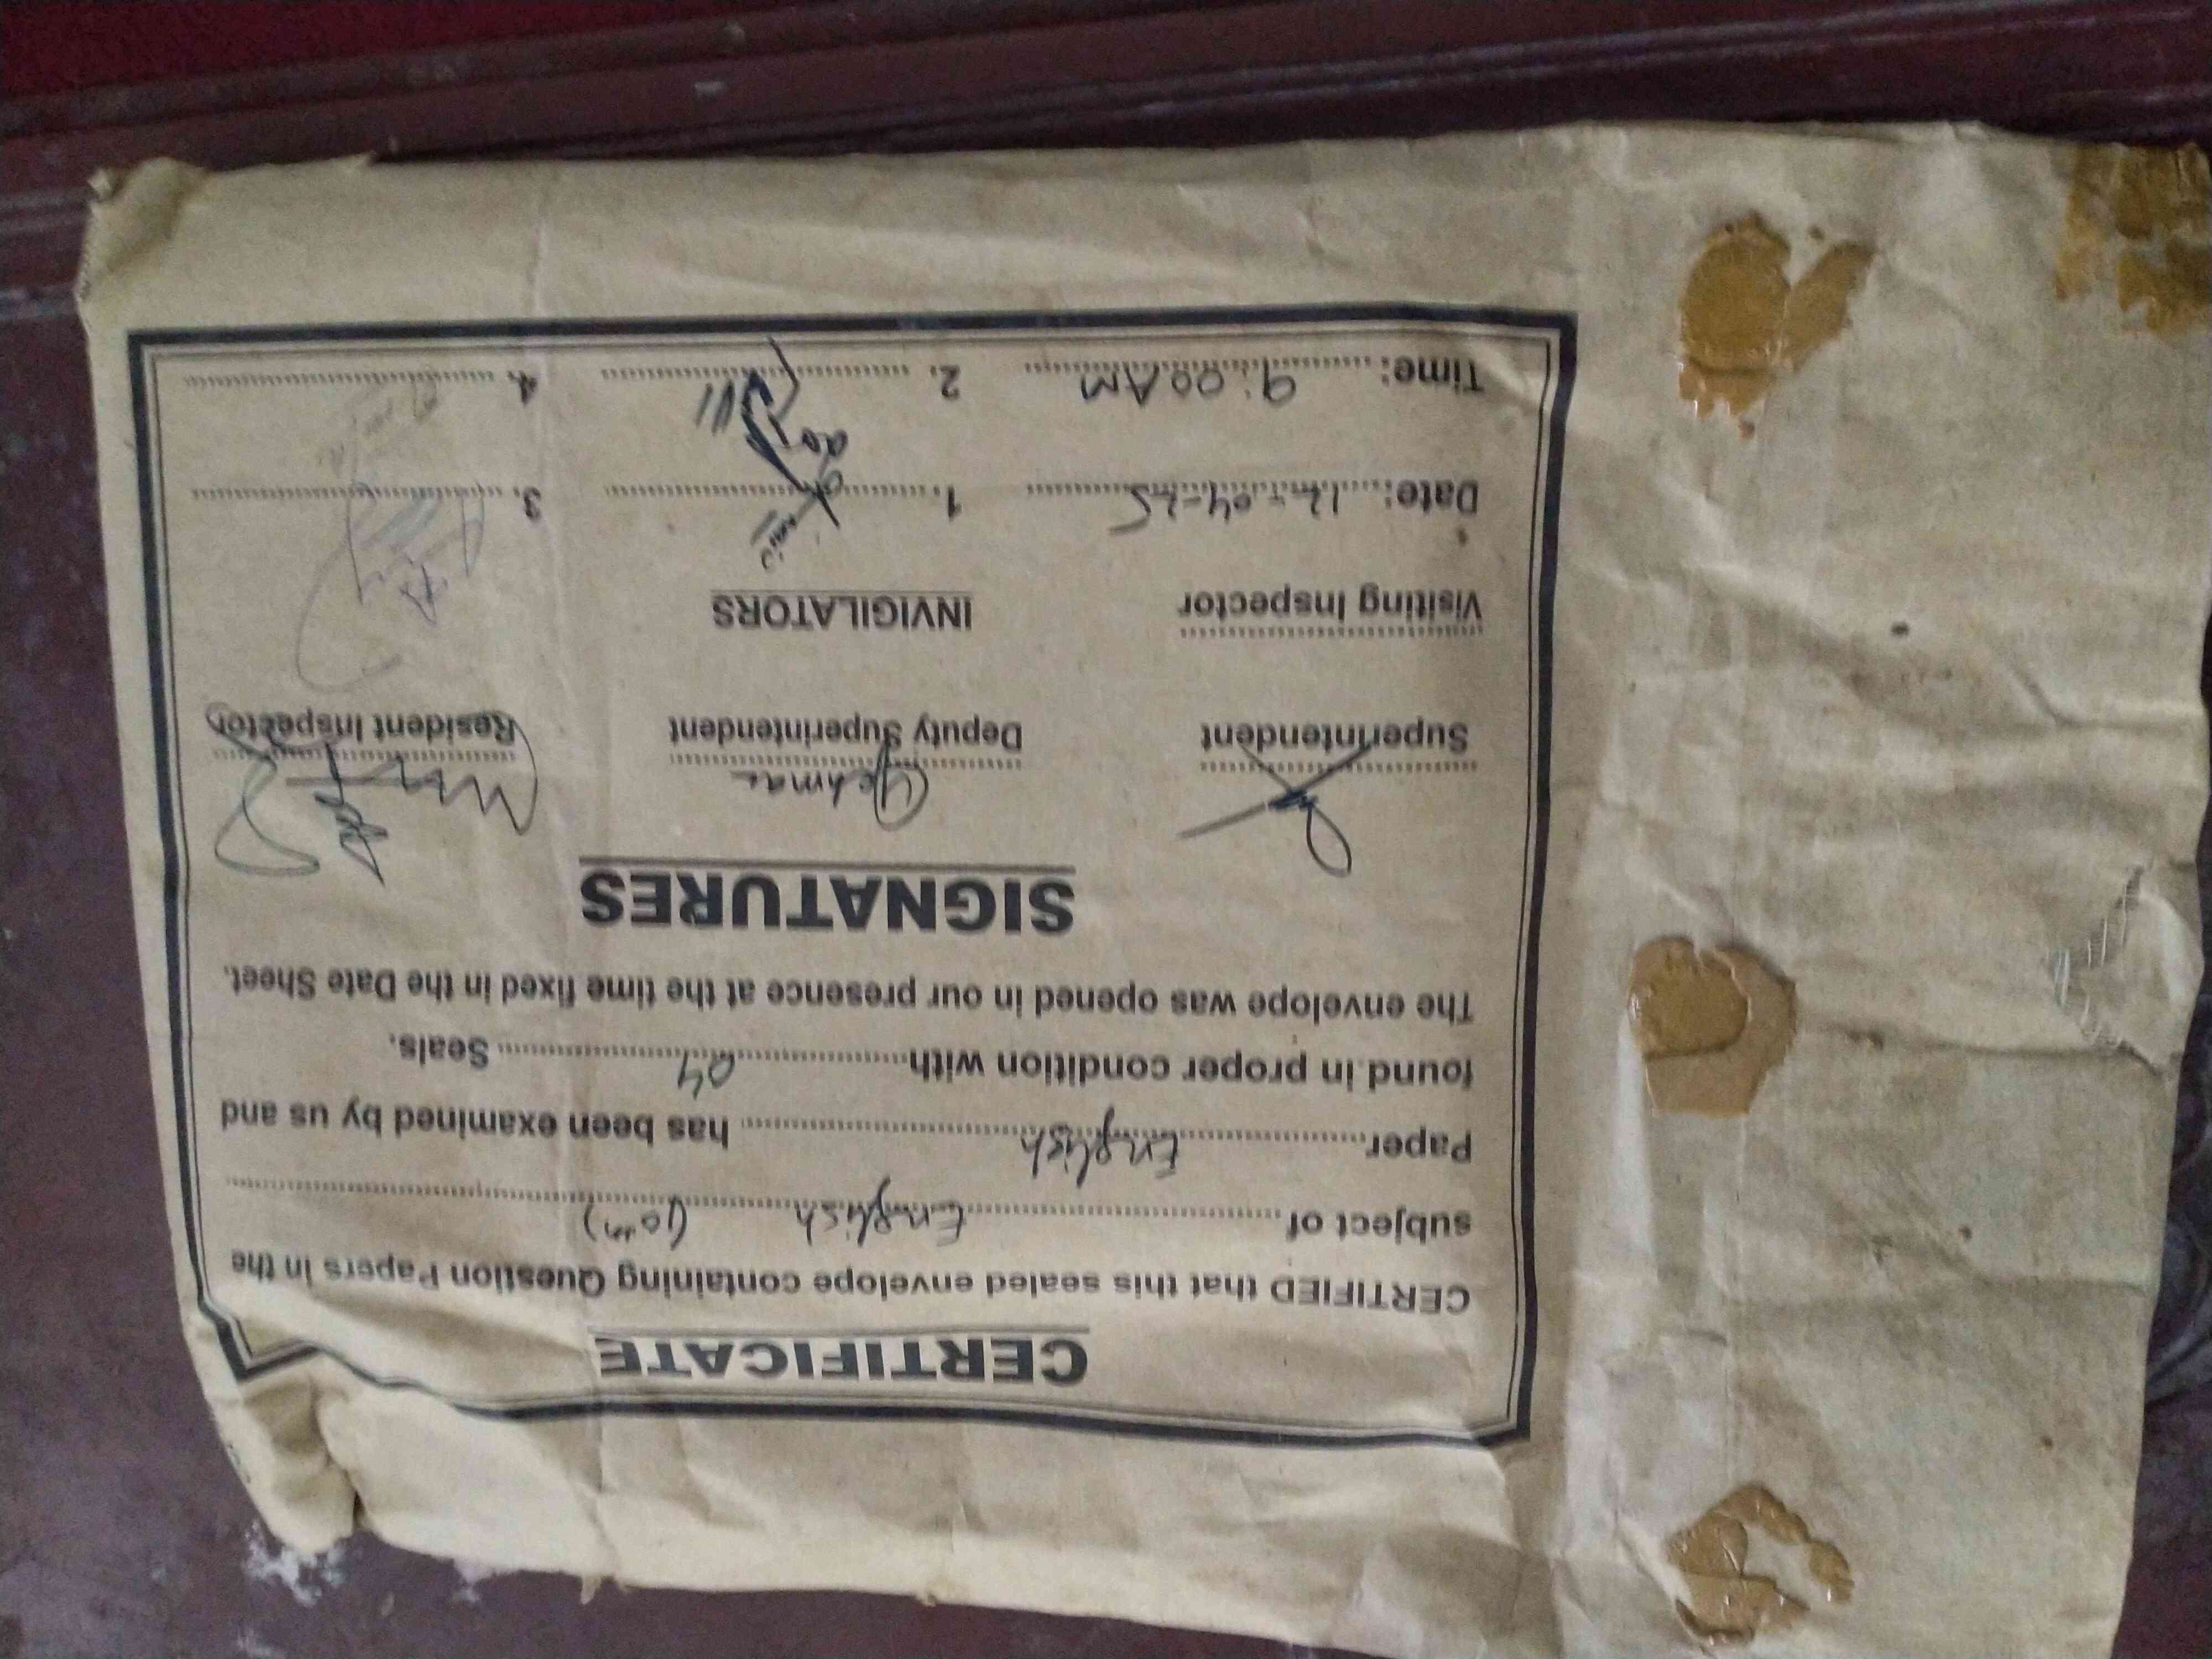 CERTIFICATE
CERTIFIED that this sealed envelope containing Question Papers in the
subject of English (10th)
Paper English has been examined by us and
found in proper condition with 04 Seals.
The envelope was opened in our presence at the time fixed in the Date Sheet.
SIGNATURES
Superintendent Deputy Superintendent Resident Inspector
Visiting Inspector INVIGILATORS
Date: 12-04-25 1. 3.
Time: 9:00 AM 2. 4.